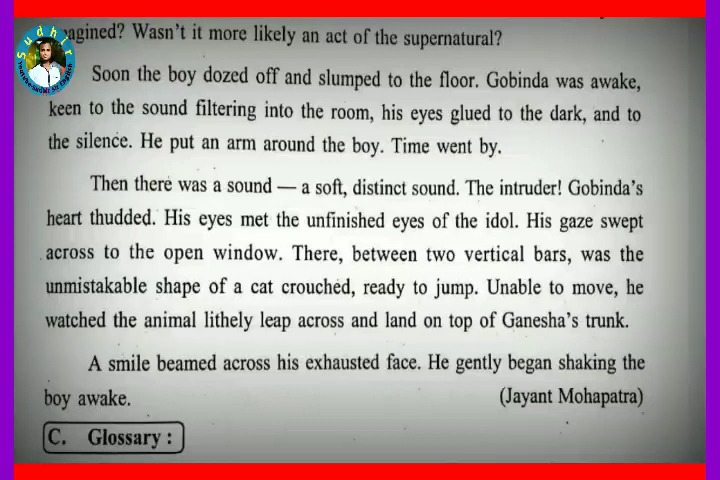 Sudhir
agined? Wasn't it more likely an act of the supernatural?
Soon the boy dozed off and slumped to the floor. Gobinda was awake,
keen to the sound filtering into the room, his eyes glued to the dark, and to
the silence. He put an arm around the boy. Time went by.
Then there was a sound — a soft, distinct sound. The intruder! Gobinda's
heart thudded. His eyes met the unfinished eyes of the idol. His gaze swept
across to the open window. There, between two vertical bars, was the
unmistakable shape of a cat crouched, ready to jump. Unable to move, he
watched the animal lithely leap across and land on top of Ganesha's trunk.
A smile beamed across his exhausted face. He gently began shaking the
boy awake. (Jayant Mohapatra)
C. Glossary :